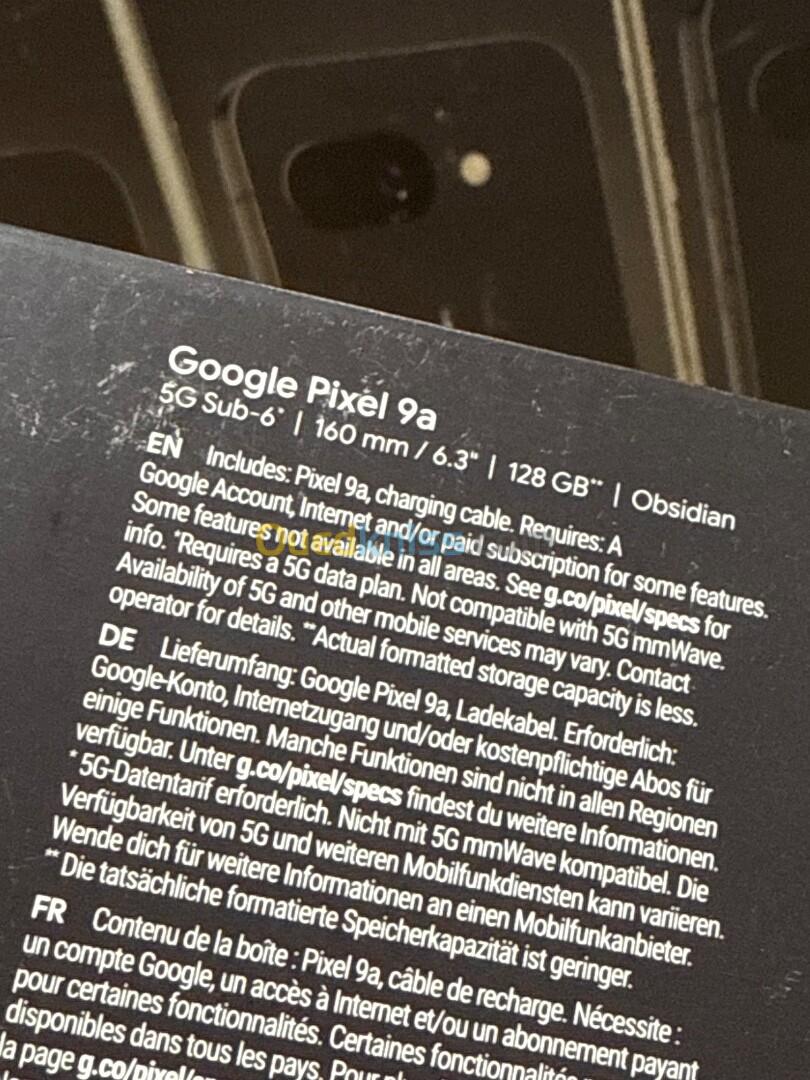 Google Pixel 9a
5G Sub-6* | 160 mm / 6.3" | 128 GB** | Obsidian
EN Includes: Pixel 9a, charging cable. Requires: A
Google Account, Internet and/or paid subscription for some features.
Some features not available in all areas. See g.co/pixel/specs for
info. *Requires a 5G data plan. Not compatible with 5G mmWave.
Availability of 5G and other mobile services may vary. Contact
operator for details. **Actual formatted storage capacity is less.
DE Lieferumfang: Google Pixel 9a, Ladekabel. Erforderlich:
Google-Konto, Internetzugang und/oder kostenpflichtige Abos für
einige Funktionen. Manche Funktionen sind nicht in allen Regionen
verfügbar. Unter g.co/pixel/specs findest du weitere Informationen.
* 5G-Datentarif erforderlich. Nicht mit 5G mmWave kompatibel. Die
Verfügbarkeit von 5G und weiteren Mobilfunkdiensten kann variieren.
Wende dich für weitere Informationen an einen Mobilfunkanbieter.
** Die tatsächliche formatierte Speicherkapazität ist geringer.
FR Contenu de la boîte : Pixel 9a, câble de recharge. Nécessite :
un compte Google, un accès à Internet et/ou un abonnement payant
pour certaines fonctionnalités. Certaines
disponibles dans tous les pays. Pour
la page g.co/pixel/
Ouedkniss.com